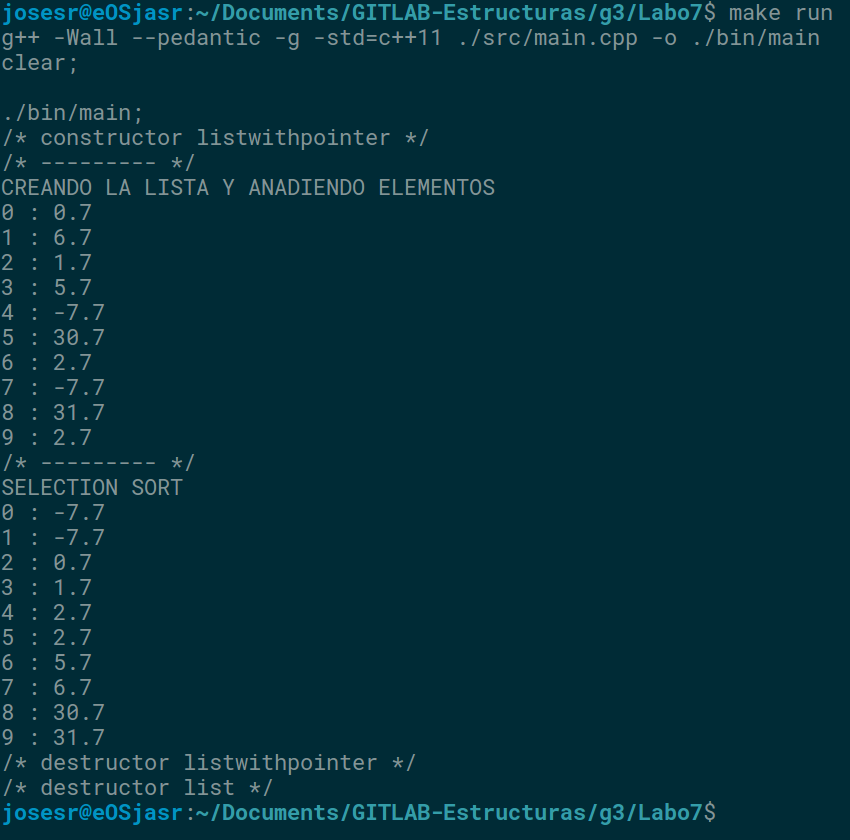 josesr@eOSjasr:~/Documents/GITLAB-Estructuras/g3/Labo7$ make run
g++ -Wall --pedantic -g -std=c++11 ./src/main.cpp -o ./bin/main
clear;
./bin/main;
/* constructor listwithpointer */
/* --------- */
CREANDO LA LISTA Y ANADIENDO ELEMENTOS
0 : 0.7
1 : 6.7
2 : 1.7
3 : 5.7
4 : -7.7
5 : 30.7
6 : 2.7
7 : -7.7
8 : 31.7
9 : 2.7
/* --------- */
SELECTION SORT
0 : -7.7
1 : -7.7
2 : 0.7
3 : 1.7
4 : 2.7
5 : 2.7
6 : 5.7
7 : 6.7
8 : 30.7
9 : 31.7
/* destructor listwithpointer */
/* destructor list */
josesr@eOSjasr:~/Documents/GITLAB-Estructuras/g3/Labo7$